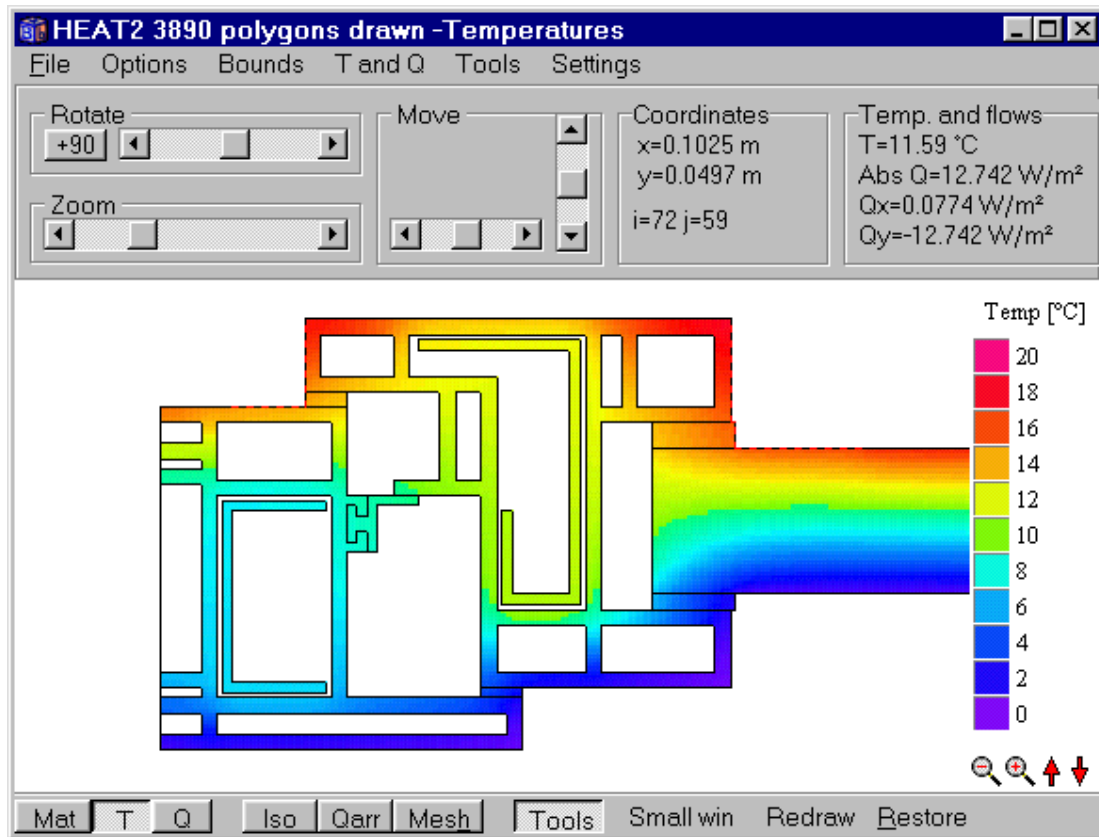 HEAT2 3890 polygons drawn -Temperatures
File Options Bounds T and Q Tools Settings
Rotate
+90
Zoom
Move
Coordinates
x=0.1025 m
y=0.0497 m
i=72 j=59
Temp. and flows
T=11.59 °C
Abs Q=12.742 W/m²
Qx=0.0774 W/m²
Qy=-12.742 W/m²
Temp [°C]
20
18
16
14
12
10
8
6
4
2
0
Mat T Q Iso Qarr Mesh Tools Small win Redraw Restore